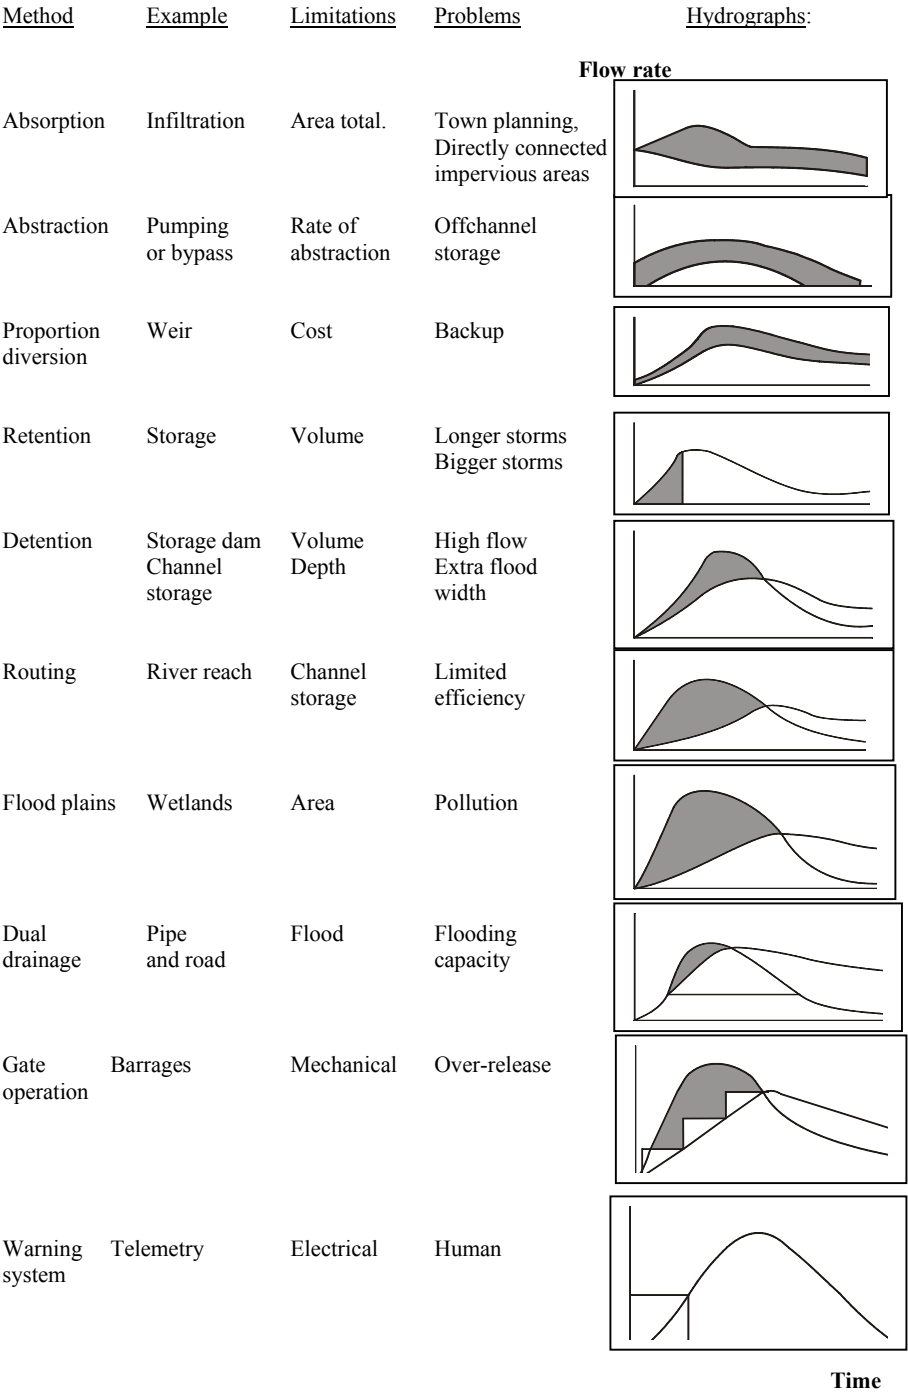 Method Example Limitations Problems Hydrographs:
Flow rate
Absorption Infiltration Area total. Town planning,
Directly connected
impervious areas
Abstraction Pumping Rate of Offchannel
or bypass abstraction storage
Proportion Weir Cost Backup
diversion
Retention Storage Volume Longer storms
Bigger storms
Detention Storage dam Volume High flow
Channel Depth Extra flood
storage width
Routing River reach Channel Limited
storage efficiency
Flood plains Wetlands Area Pollution
Dual Pipe Flood Flooding
drainage and road capacity
Gate Barrages Mechanical Over-release
operation
Warning Telemetry Electrical Human
system
Time